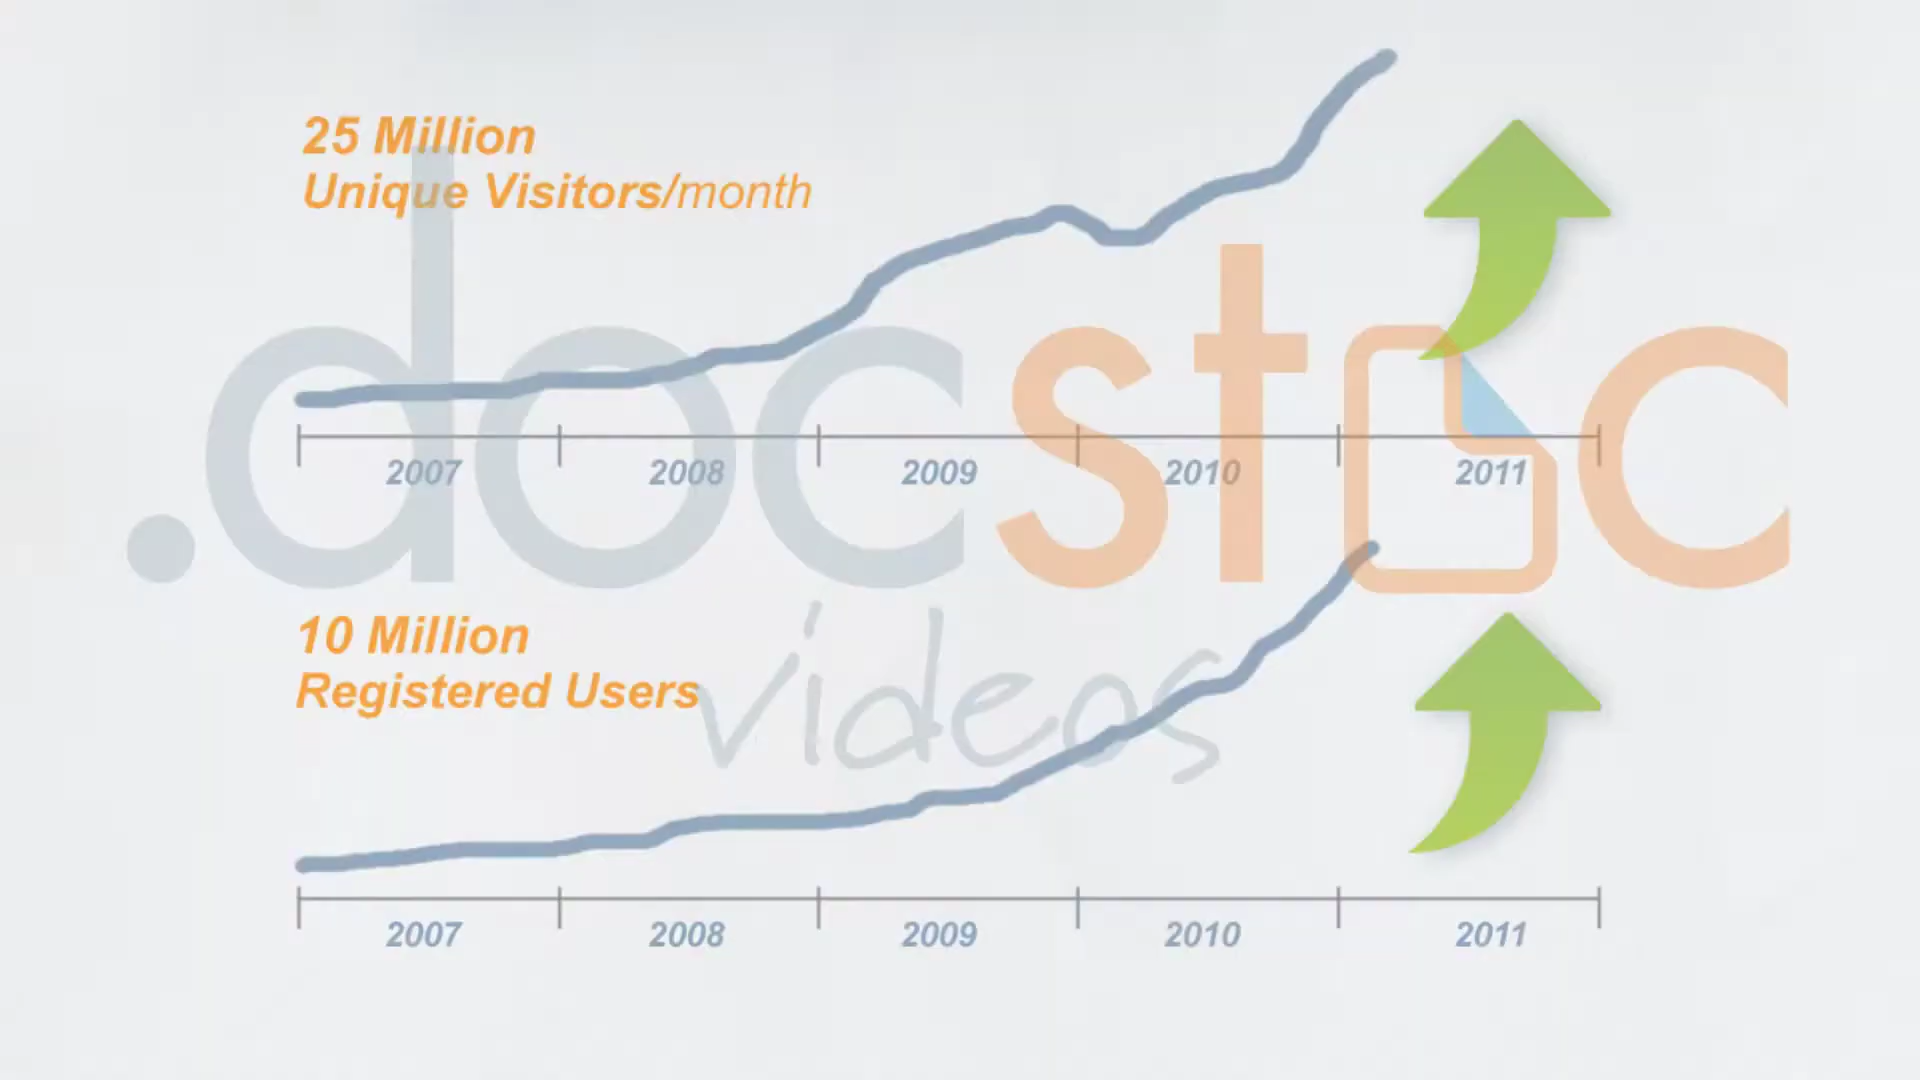 25 Million
Unique Visitors/month
2007 2008 2009 2010 2011
.docstoc
videos
10 Million
Registered Users
2007 2008 2009 2010 2011